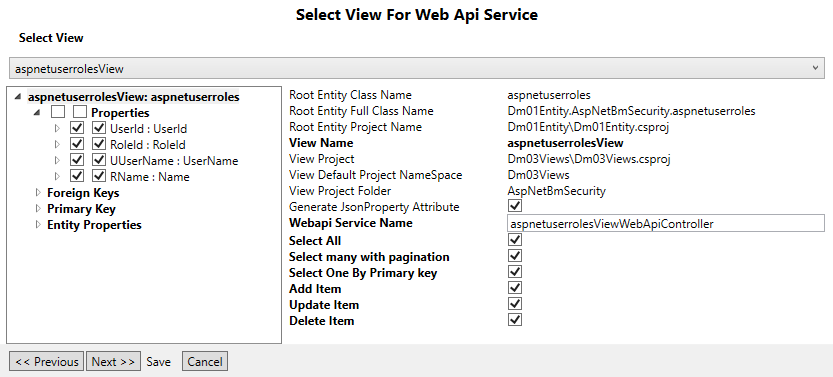 Select View For Web Api Service
Select View
aspnetuserrolesView
aspnetuserrolesView: aspnetuserroles
Properties
UserId : UserId
RoleId : RoleId
UUserName : UserName
RName : Name
Foreign Keys
Primary Key
Entity Properties
Root Entity Class Name aspnetuserroles
Root Entity Full Class Name Dm01Entity.AspNetBmSecurity.aspnetuserroles
Root Entity Project Name Dm01Entity\Dm01Entity.csproj
View Name aspnetuserrolesView
View Project Dm03Views\Dm03Views.csproj
View Default Project NameSpace Dm03Views
View Project Folder AspNetBmSecurity
Generate JsonProperty Attribute
Webapi Service Name aspnetuserrolesViewWebApiController
Select All
Select many with pagination
Select One By Primary key
Add Item
Update Item
Delete Item
<< Previous Next >> Save Cancel